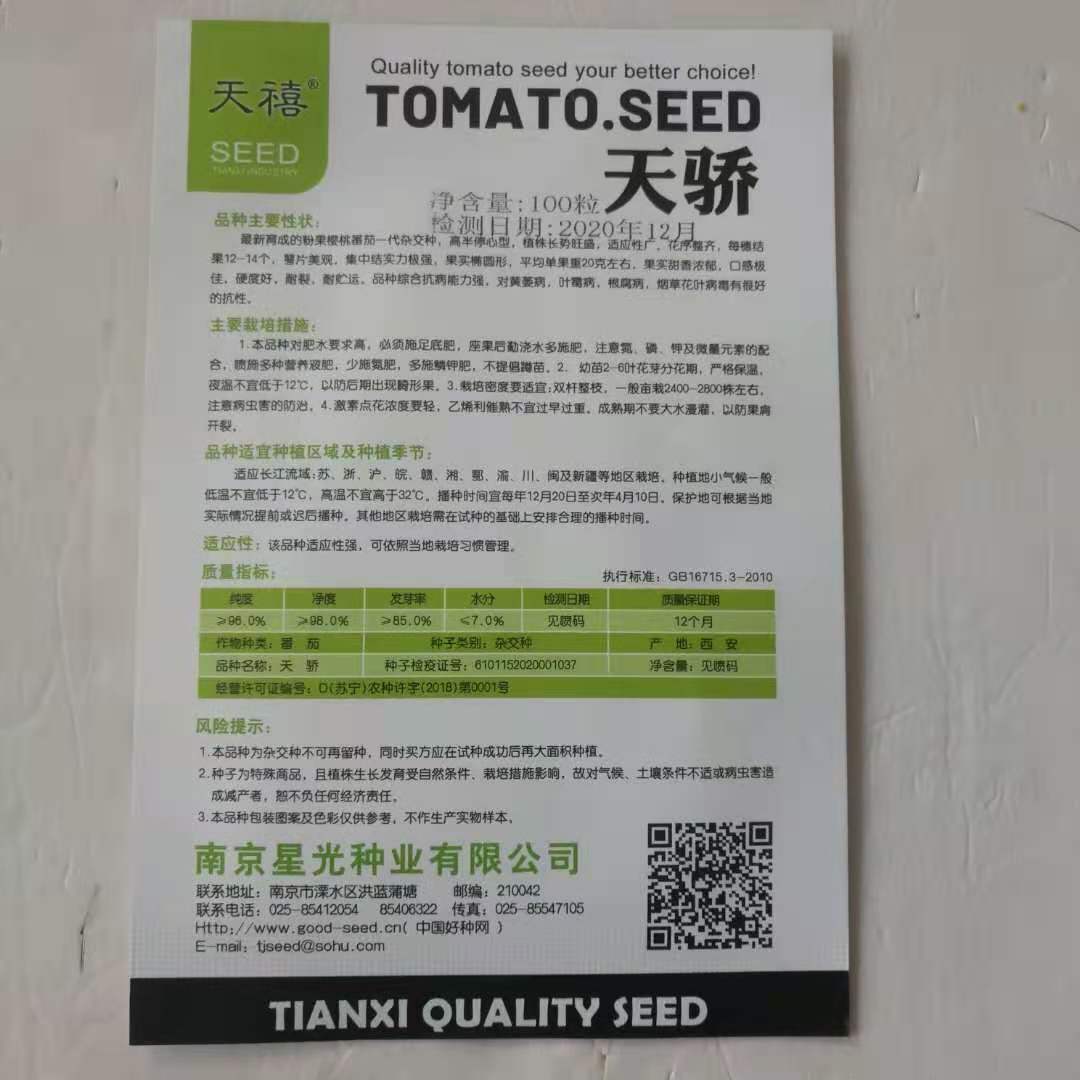 天禧®
SEED
TIANXI INDUSTRY
Quality tomato seed your better choice!
TOMATO.SEED
天骄
净含量:100粒
检测日期:2020年12月
品种主要性状:
最新育成的粉果樱桃番茄一代杂交种，高半停心型，植株长势旺盛，适应性广，花序整齐，每穗结
果12-14个，萼片美观，集中结实力极强，果实椭圆形，平均单果重20克左右，果实甜香浓郁，口感极
佳，硬度好，耐裂，耐贮运。品种综合抗病能力强，对黄萎病，叶霉病，根腐病，烟草花叶病毒有很好
的抗性。
主要栽培措施:
1.本品种对肥水要求高，必须施足底肥，座果后勤浇水多施肥，注意氮、磷、钾及微量元素的配
合，喷施多种营养液肥，少施氮肥，多施鳞钾肥，不提倡蹲苗。2. 幼苗2-6叶花芽分花期，严格保温，
夜温不宜低于12℃，以防后期出现畸形果。3.栽培密度要适宜;双杆整枝，一般亩栽2400-2800株左右，
注意病虫害的防治。4.激素点花浓度要轻，乙烯利催熟不宜过早过重。成熟期不要大水漫灌，以防果肩
开裂。
品种适宜种植区域及种植季节:
适应长江流域:苏、浙、沪、皖、赣、湘、鄂、渝、川、闽及新疆等地区栽培。种植地小气候一般
低温不宜低于12℃，高温不宜高于32℃。播种时间宜每年12月20日至次年4月10日。保护地可根据当地
实际情况提前或迟后播种。其他地区栽培需在试种的基础上安排合理的播种时间。
适应性: 该品种适应性强，可依照当地栽培习惯管理。
质量指标:
执行标准: GB16715.3-2010
纯度 净度 发芽率 水分 检测日期 质量保证期
≥96.0% ≥98.0% ≥85.0% ≤7.0% 见喷码 12个月
作物种类: 番 茄 种子类别: 杂交种 产 地: 西 安
品种名称: 天 骄 种子检疫证号: 6101152020001037 净含量: 见喷码
经营许可证编号: D(苏宁)农种许字(2018)第0001号
风险提示:
1.本品种为杂交种不可再留种，同时买方应在试种成功后再大面积种植。
2.种子为特殊商品，且植株生长发育受自然条件、栽培措施影响，故对气候、土壤条件不适或病虫害造
成减产者，恕不负任何经济责任。
3.本品种包装图案及色彩仅供参考，不作生产实物样本。
南京星光种业有限公司
联系地址: 南京市溧水区洪蓝蒲塘 邮编: 210042
联系电话: 025-85412054 85406322 传真: 025-85547105
Http://www.good-seed.cn( 中国好种网 )
E-mail: tjseed@sohu.com
TIANXI QUALITY SEED